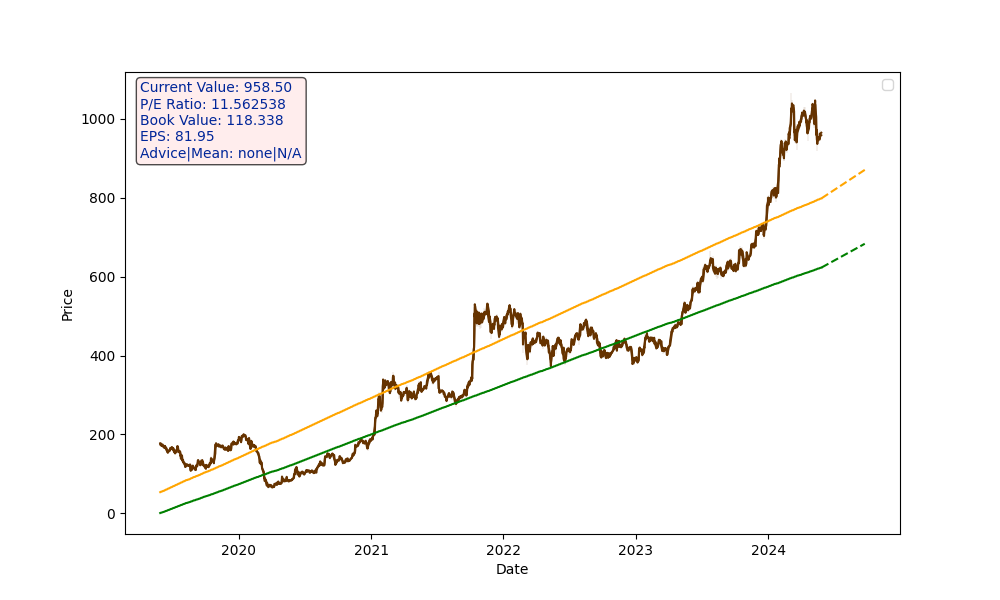 Current Value: 958.50
P/E Ratio: 11.562538
Book Value: 118.338
EPS: 81.95
Advice|Mean: none|N/A
1000
800
600
400
200
0
Price
2020 2021 2022 2023 2024
Date